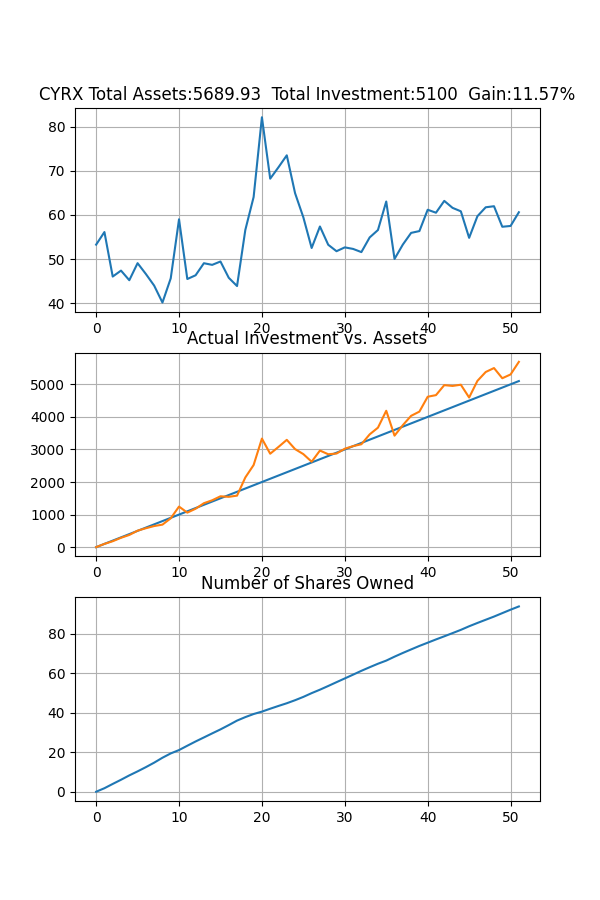 CYRX Total Assets:5689.93  Total Investment:5100  Gain:11.57%
80
70
60
50
40
0 10 20 30 40 50
Actual Investment vs. Assets
5000
4000
3000
2000
1000
0
0 10 20 30 40 50
Number of Shares Owned
80
60
40
20
0
0 10 20 30 40 50